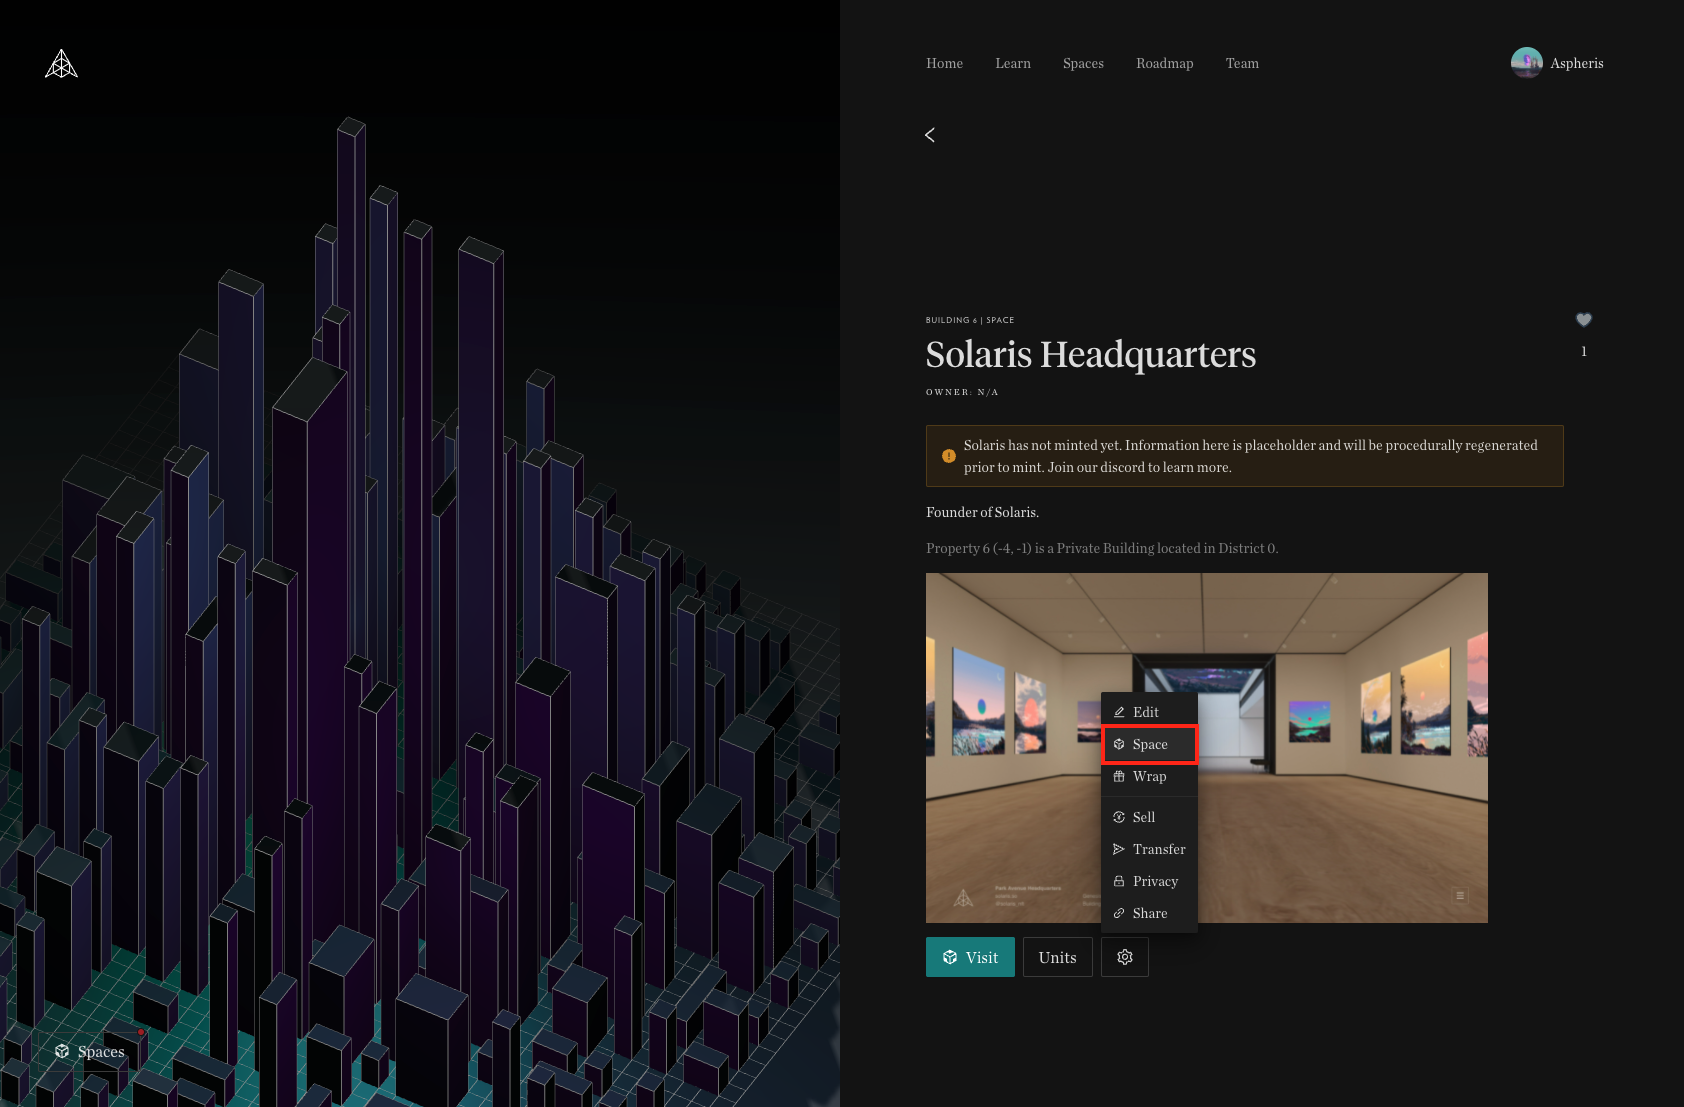 Home Learn Spaces Roadmap Team
Aspheris
BUILDING 6 | SPACE
Solaris Headquarters
1
OWNER: N/A
Solaris has not minted yet. Information here is placeholder and will be procedurally regenerated
prior to mint. Join our discord to learn more.
Founder of Solaris.
Property 6 (-4, -1) is a Private Building located in District 0.
Edit
Space
Wrap
Sell
Transfer
Privacy
Share
Park Avenue Headquarters
Visit
Units
Spaces